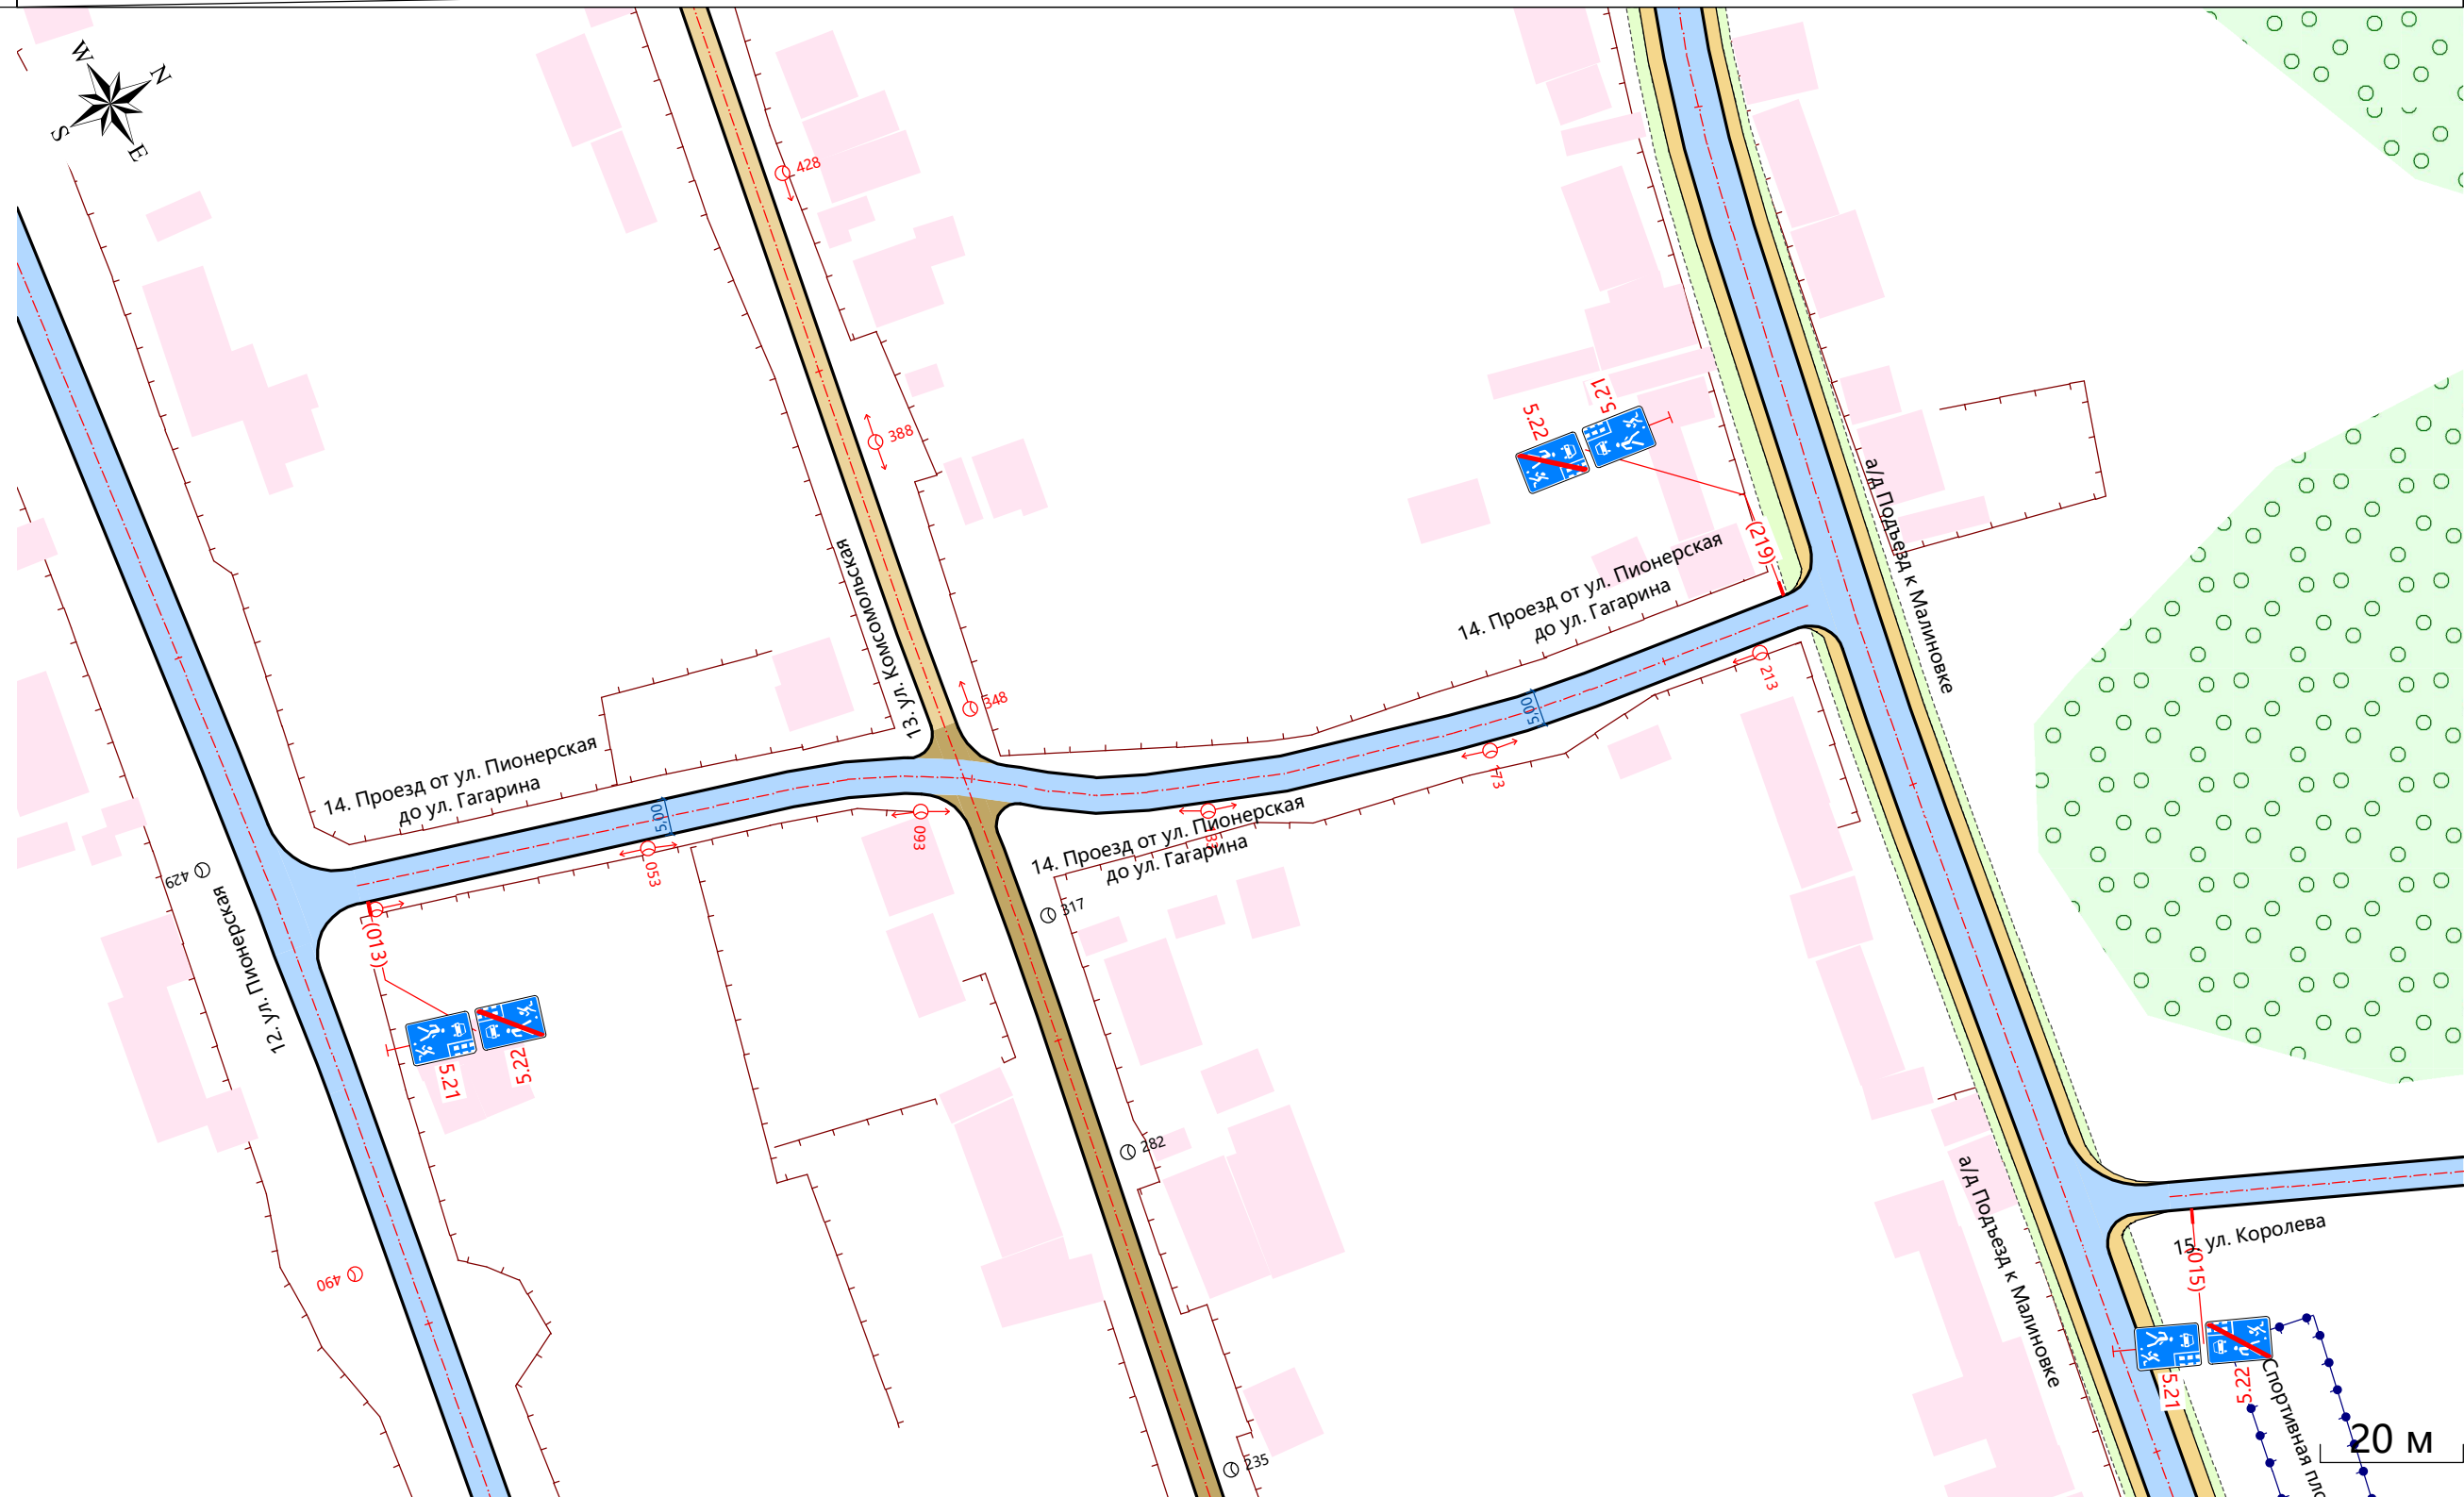 W
N
S
E
428
388
348
5.22
5.21
(219)
а/д Подъезд к Малиновке
14. Проезд от ул. Пионерская
до ул. Гагарина
213
5,00
173
13. ул. Комсомольская
14. Проезд от ул. Пионерская
до ул. Гагарина
5,00
053
093
14. Проезд от ул. Пионерская
до ул. Гагарина
429
12. ул. Пионерская
(013)
5.21
5.22
317
282
235
490
а/д Подъезд к Малиновке
15. ул. Королева
(015)
5.21
5.22
Спортивная
20 м